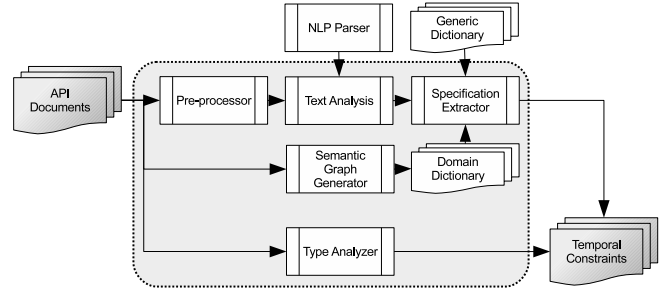 NLP Parser
Generic
Dictionary
API
Documents
Pre-processor
Text Analysis
Specification
Extractor
Semantic
Graph
Generator
Domain
Dictionary
Type Analyzer
Temporal
Constraints